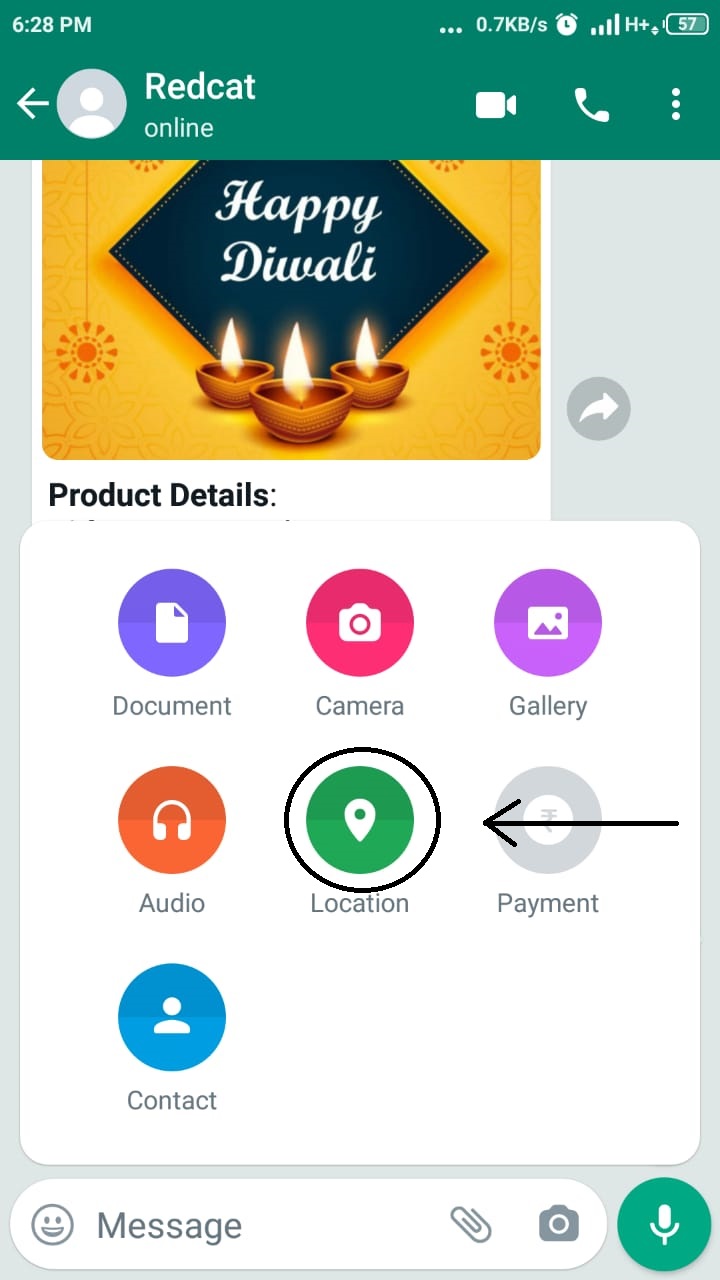 6:28 PM
... 0.7KB/s H+ 57
Redcat
online
Happy
Diwali
Product Details:
Document
Camera
Gallery
₹
Audio
Location
Payment
Contact
Message